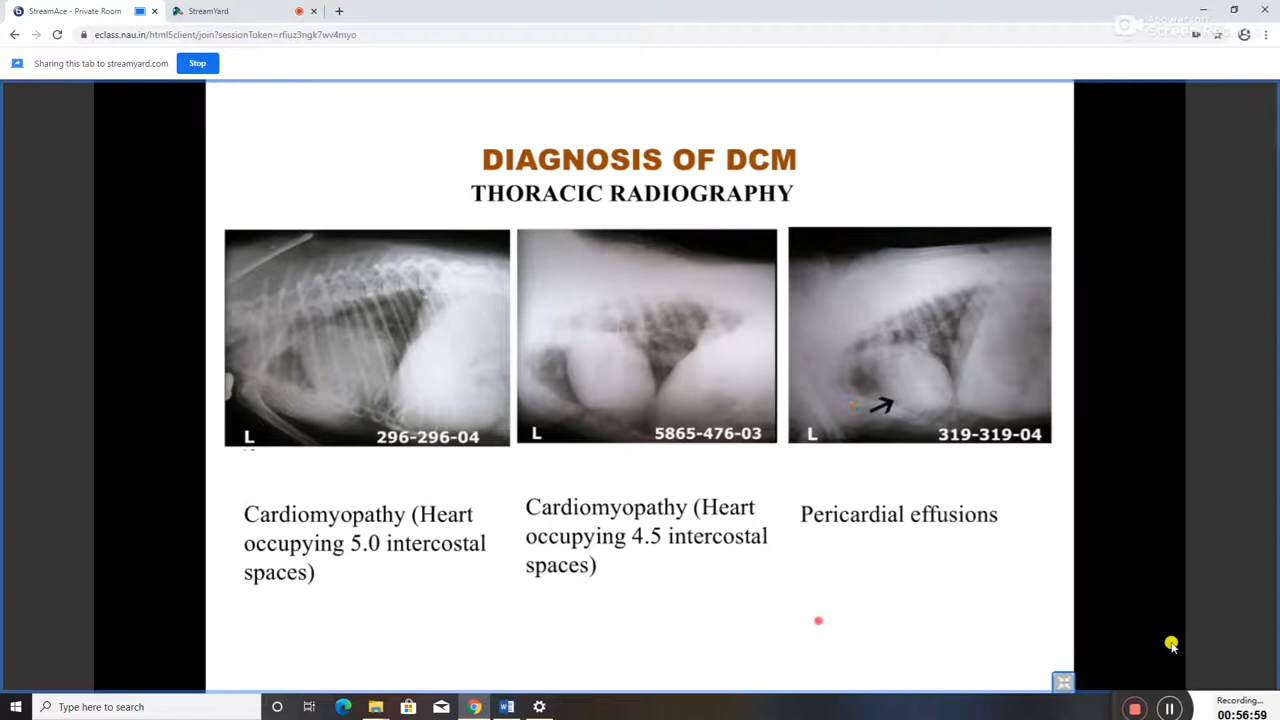 StreamAce - Private Room
StreamYard
eclass.nau.in/html5client/join?sessionToken=rfiuz3ngk7wv4myo
Sharing this tab to streamyard.com
Stop
DIAGNOSIS OF DCM
THORACIC RADIOGRAPHY
L
296-296-04
L
5865-476-03
L
319-319-04
Cardiomyopathy (Heart
occupying 5.0 intercostal
spaces)
Cardiomyopathy (Heart
occupying 4.5 intercostal
spaces)
Pericardial effusions
Type here to search
Recording...
00:56:59